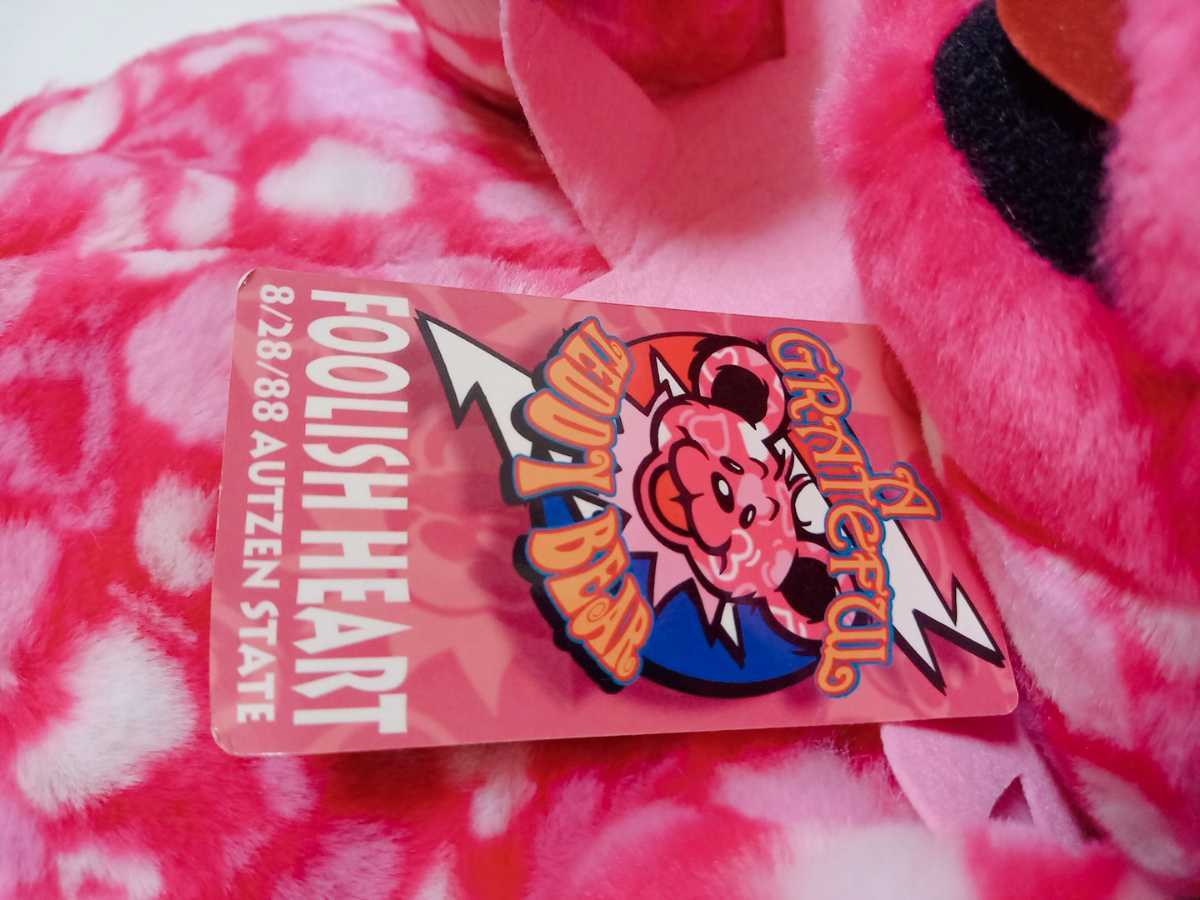 A
GRATEFUL
TEDDY BEAR
FOOLISH HEART
8/28/88 AUTZEN STATE